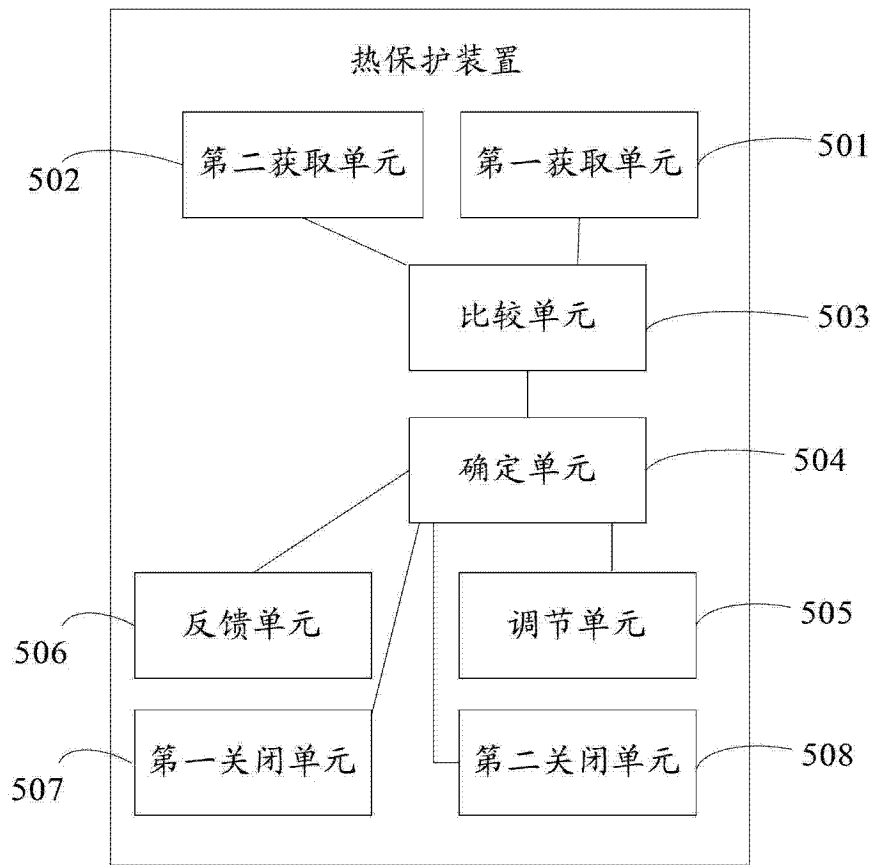 热保护装置
502 第二获取单元 第一获取单元 501
比较单元 503
确定单元 504
506 反馈单元 调节单元 505
507 第一关闭单元 第二关闭单元 508